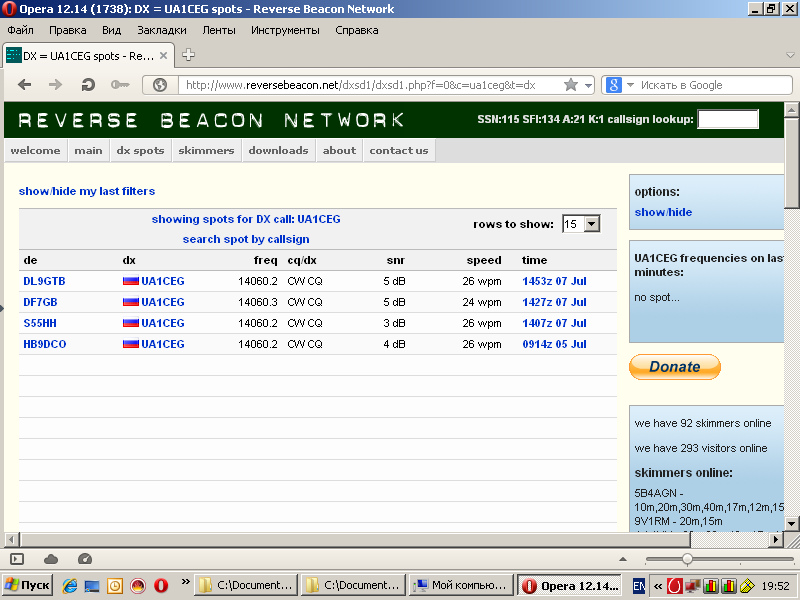 Opera 12.14 (1738): DX = UA1CEG spots - Reverse Beacon Network
Файл Правка Вид Закладки Ленты Инструменты Справка
DX = UA1CEG spots - Re...
http://www.reversebeacon.net/dxsd1/dxsd1.php?f=0&c=ua1ceg&t=dx
Искать в Google
REVERSE BEACON NETWORK
SSN:115 SFI:134 A:21 K:1 callsign lookup:
welcome main dx spots skimmers downloads about contact us
show/hide my last filters
showing spots for DX call: UA1CEG
search spot by callsign
rows to show: 15
de dx freq cq/dx snr speed time
DL9GTB UA1CEG 14060.2 CW CQ 5 dB 26 wpm 1453z 07 Jul
DF7GB UA1CEG 14060.3 CW CQ 5 dB 24 wpm 1427z 07 Jul
S55HH UA1CEG 14060.2 CW CQ 3 dB 26 wpm 1407z 07 Jul
HB9DCO UA1CEG 14060.2 CW CQ 4 dB 26 wpm 0914z 05 Jul
options:
show/hide
UA1CEG frequencies on las
minutes:
no spot...
Donate
we have 92 skimmers online
we have 293 visitors online
skimmers online:
5B4AGN -
10m,20m,30m,40m,17m,12m,15
9V1RM - 20m,15m
Пуск
C:\Document...
C:\Document...
Мой компью...
Opera 12.14...
EN
19:52